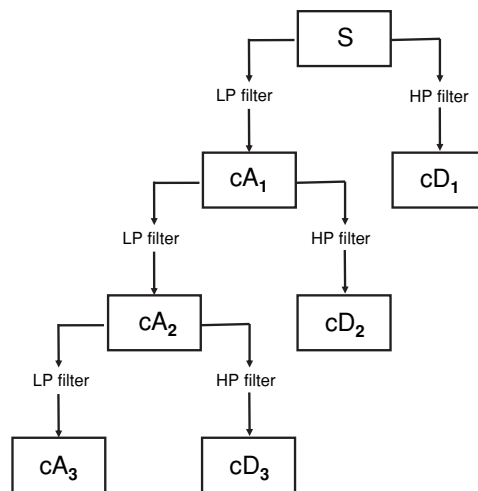 S
LP filter
HP filter
cA₁
cD₁
LP filter
HP filter
cA₂
cD₂
LP filter
HP filter
cA₃
cD₃